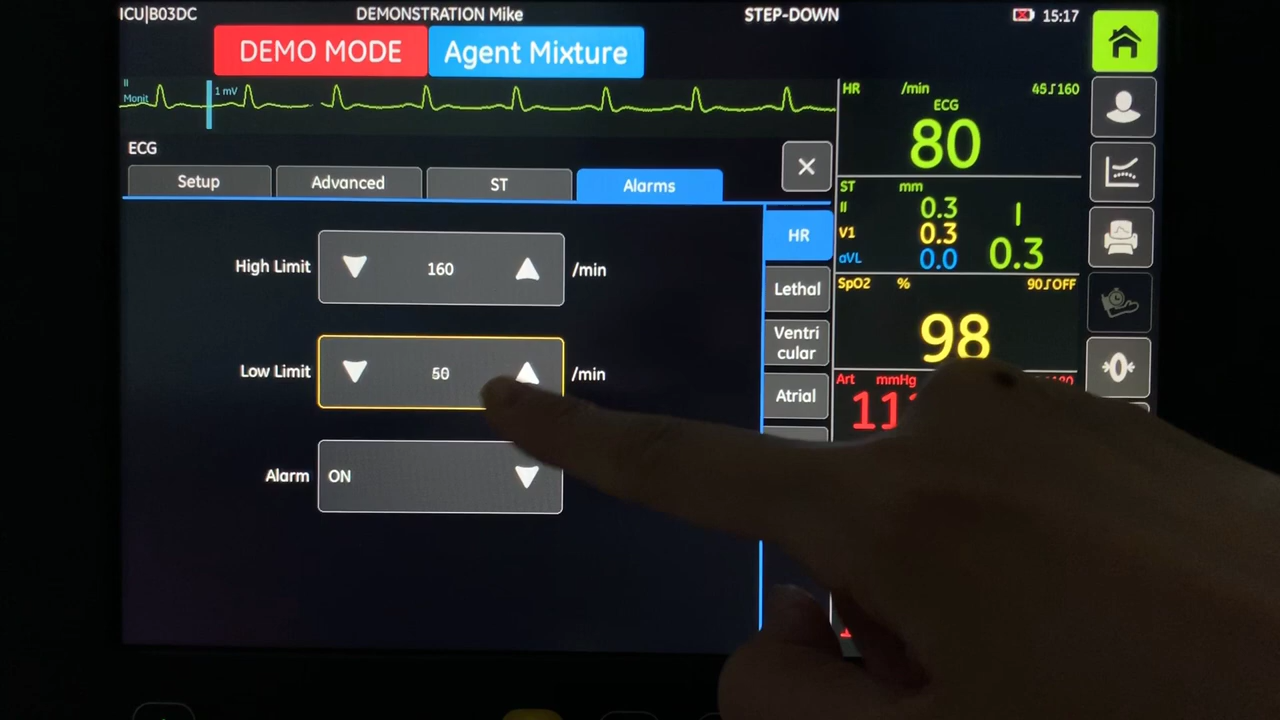 ICU|B03DC DEMONSTRATION Mike STEP-DOWN 15:17
DEMO MODE Agent Mixture
II
Monit
1 mV
HR /min 45 160
ECG
80
ECG
Setup Advanced ST Alarms
High Limit 160 /min
Low Limit 50 /min
Alarm ON
HR
Lethal
Ventri
cular
Atrial
ST mm
II 0.3 I
V1 0.3 0.3
aVL 0.0
SpO2 % 90 OFF
98
Art mmHg